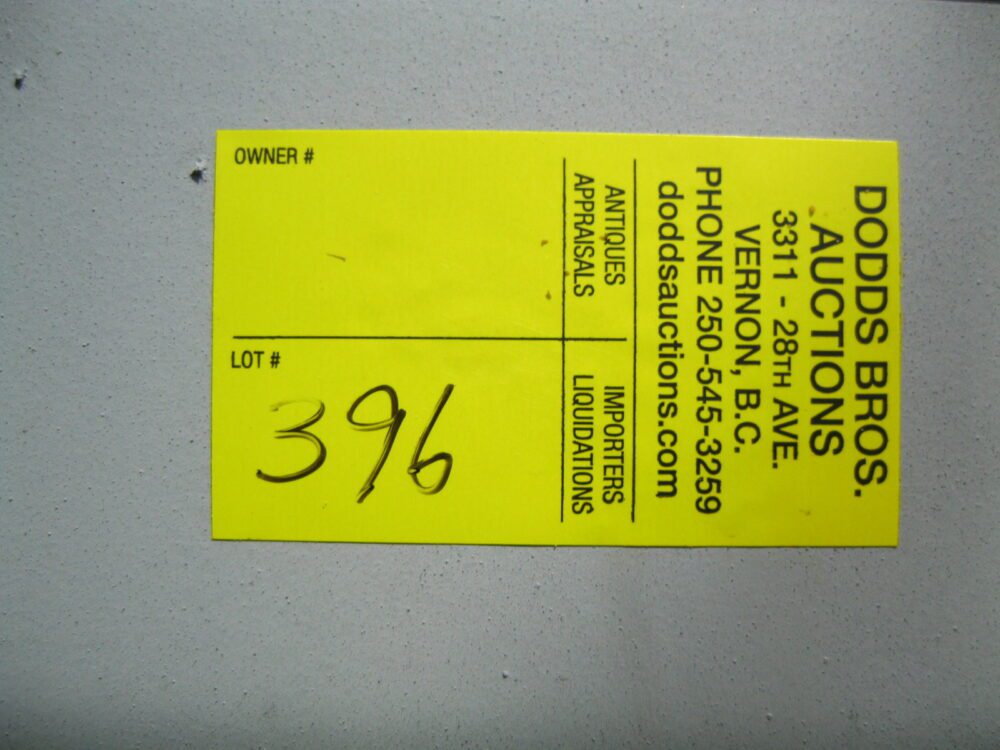 DODDS BROS.
AUCTIONS
3311 - 28TH AVE.
VERNON, B.C.
PHONE 250-545-3259
doddsauctions.com
ANTIQUES IMPORTERS
APPRAISALS LIQUIDATIONS
OWNER #
LOT #
396